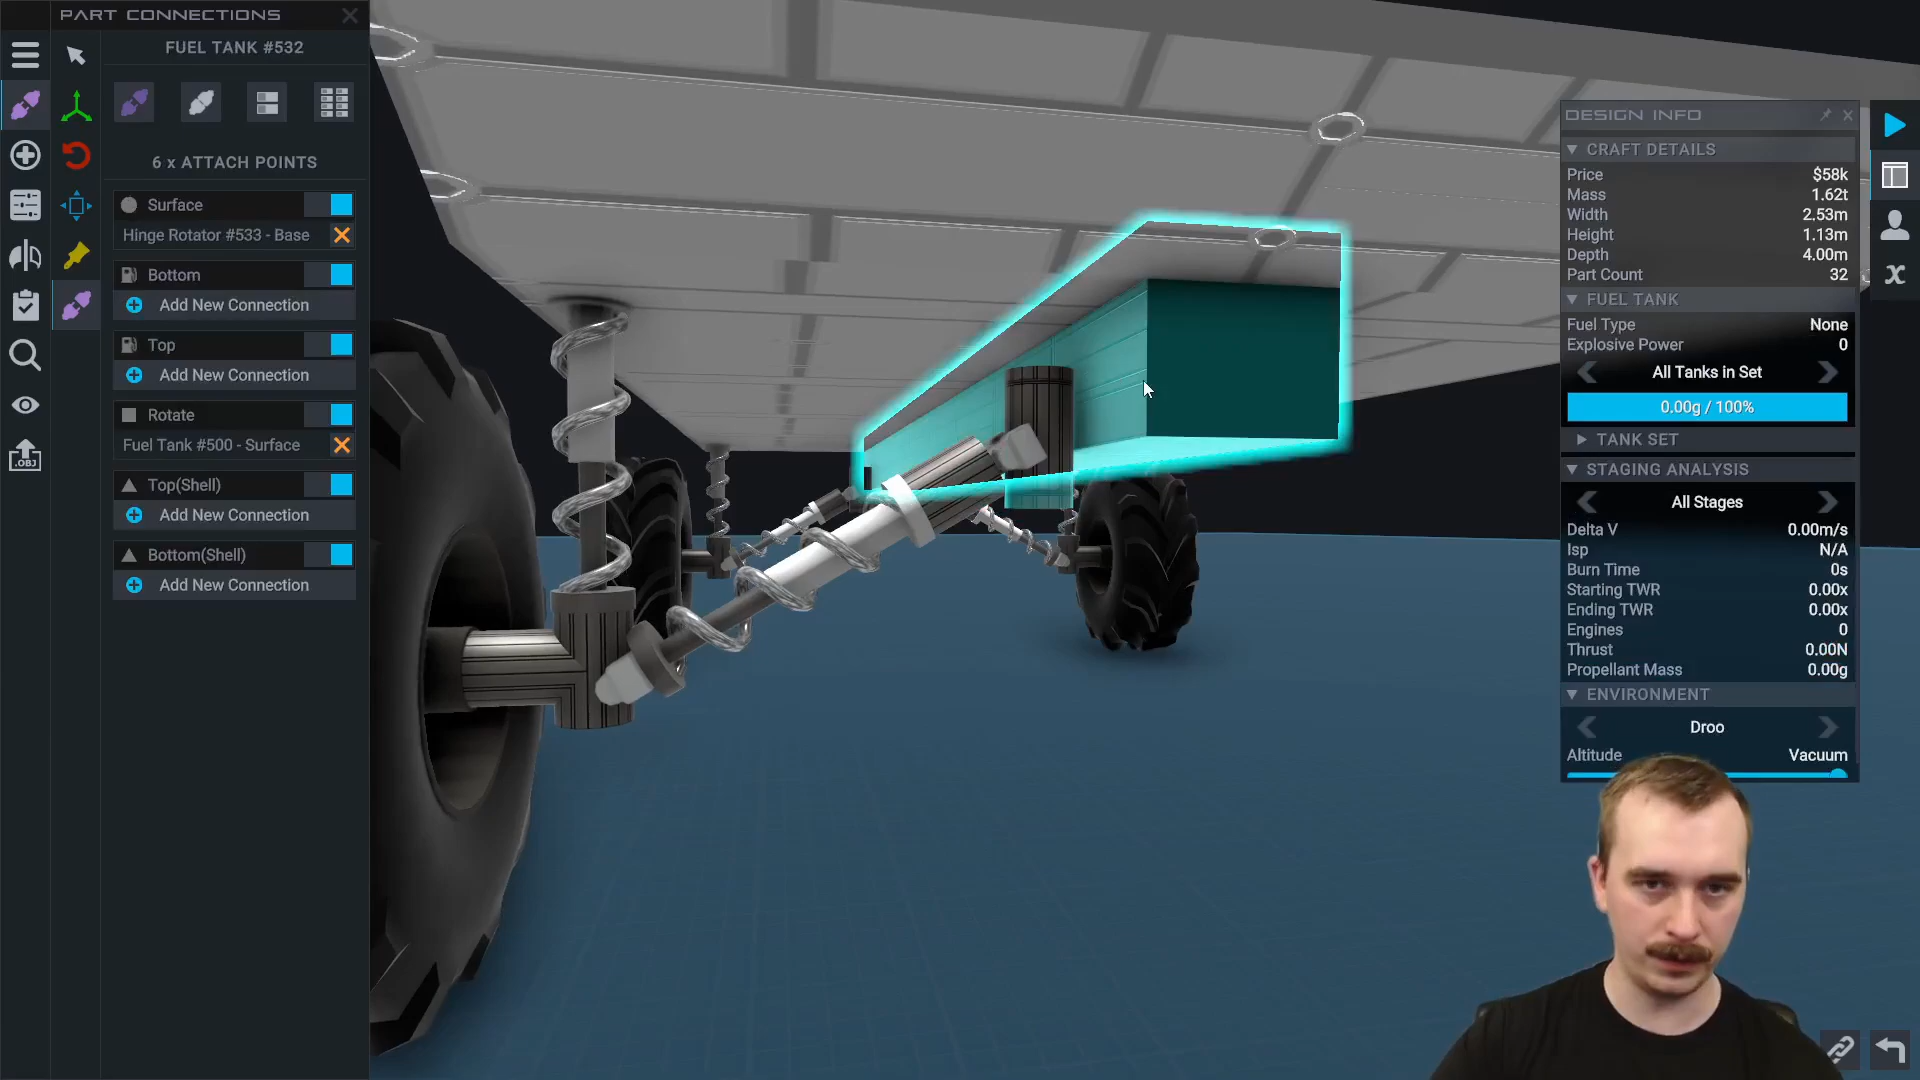 PART CONNECTIONS
FUEL TANK #532
6 x ATTACH POINTS
Surface
Hinge Rotator #533 - Base
Bottom
Add New Connection
Top
Add New Connection
Rotate
Fuel Tank #500 - Surface
Top(Shell)
Add New Connection
Bottom(Shell)
Add New Connection
.OBJ
DESIGN INFO
CRAFT DETAILS
Price $58k
Mass 1.62t
Width 2.53m
Height 1.13m
Depth 4.00m
Part Count 32
FUEL TANK
Fuel Type None
Explosive Power 0
All Tanks in Set
0.00g / 100%
TANK SET
STAGING ANALYSIS
All Stages
Delta V 0.00m/s
Isp N/A
Burn Time 0s
Starting TWR 0.00x
Ending TWR 0.00x
Engines 0
Thrust 0.00N
Propellant Mass 0.00g
ENVIRONMENT
Droo
Altitude Vacuum
x